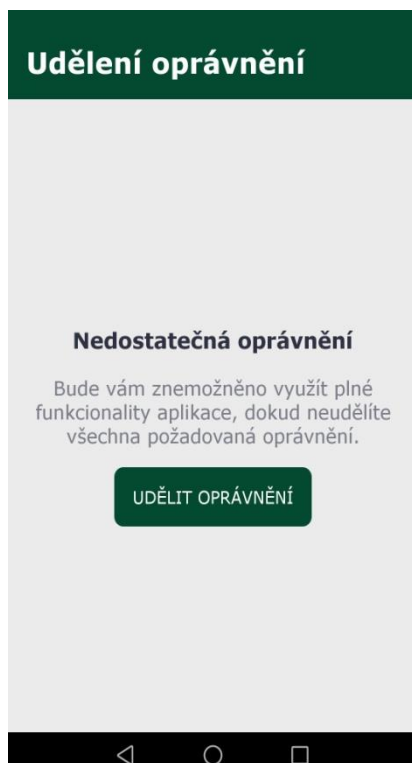 Udělení oprávnění
Nedostatečná oprávnění
Bude vám znemožněno využít plné
funkcionality aplikace, dokud neudělíte
všechna požadovaná oprávnění.
UDĚLIT OPRÁVNĚNÍ